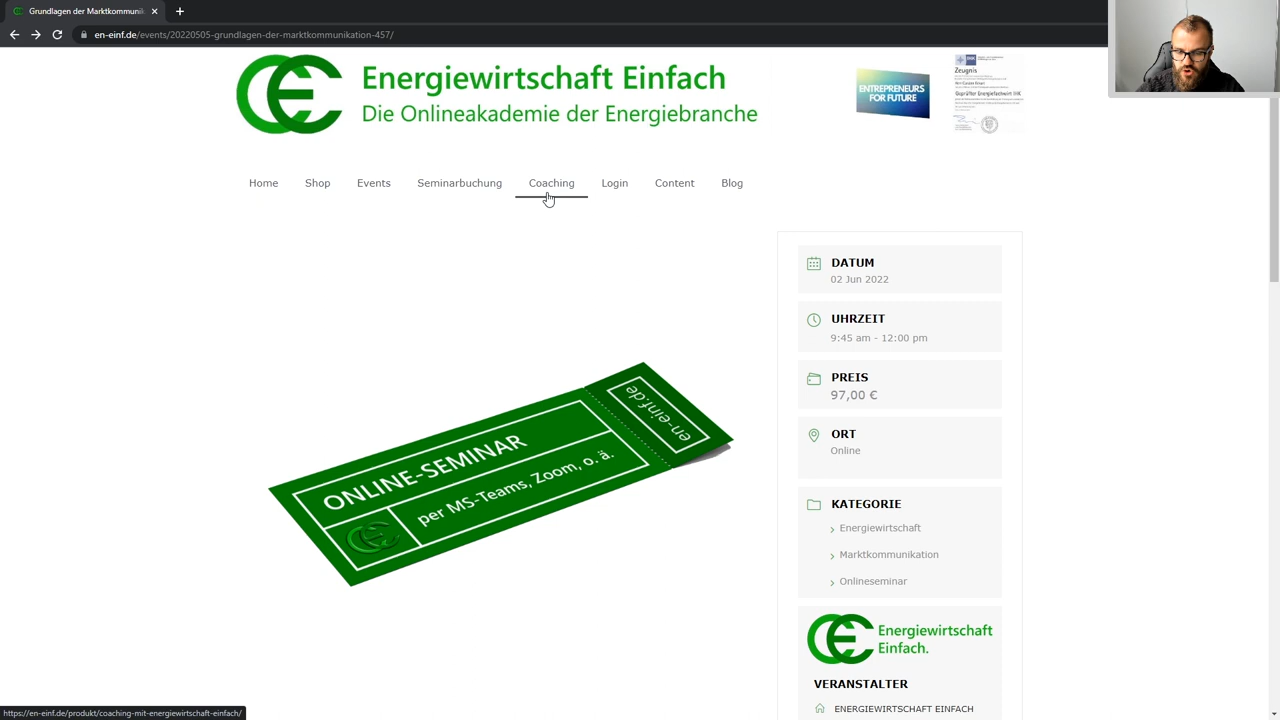 Grundlagen der Marktkommunik
en-einf.de/events/20220505-grundlagen-der-marktkommunikation-457/
Energiewirtschaft Einfach
Die Onlineakademie der Energiebranche
ENTREPRENEURS
FOR FUTURE
Zeugnis
Geprüfter Energiefachwirt IHK
Home
Shop
Events
Seminarbuchung
Coaching
Login
Content
Blog
DATUM
02 Jun 2022
UHRZEIT
9:45 am - 12:00 pm
PREIS
97,00 €
ORT
Online
KATEGORIE
Energiewirtschaft
Marktkommunikation
Onlineseminar
Energiewirtschaft
Einfach.
VERANSTALTER
ENERGIEWIRTSCHAFT EINFACH
ONLINE-SEMINAR
per MS-Teams, Zoom, o. ä.
en-einf.de
https://en-einf.de/produkt/coaching-mit-energiewirtschaft-einfach/